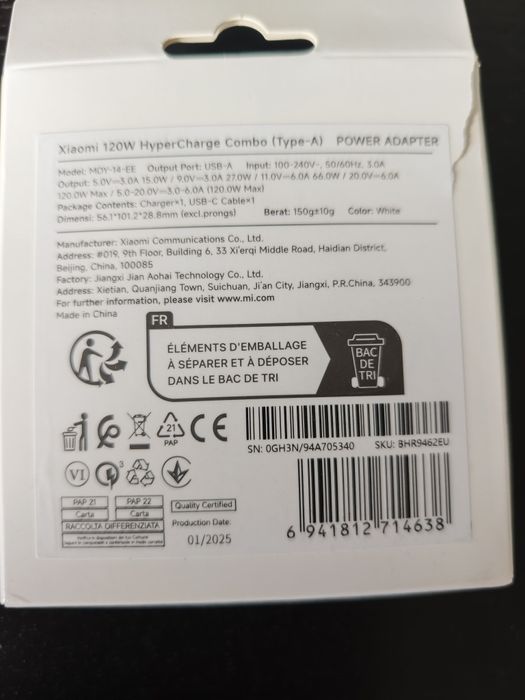 Xiaomi 120W HyperCharge Combo (Type-A) POWER ADAPTER
Model: MDY-14-EE Output Port: USB-A Input: 100-240V~, 50/60Hz, 3.0A
Output: 5.0V⎓3.0A 15.0W / 9.0V⎓3.0A 27.0W / 11.0V⎓6.0A 66.0W / 20.0V⎓6.0A
120.0W Max / 5.0-20.0V⎓3.0-6.0A (120.0W Max)
Package Contents: Charger×1, USB-C Cable×1
Dimensi: 56.1*101.2*28.8mm (excl.prongs) Berat: 150g±10g Color: White
Manufacturer: Xiaomi Communications Co., Ltd.
Address: #019, 9th Floor, Building 6, 33 Xi'erqi Middle Road, Haidian District,
Beijing, China, 100085
Factory: Jiangxi Jian Aohai Technology Co., Ltd.
Address: Xietian, Quanjiang Town, Suichuan, Ji'an City, Jiangxi, P.R.China, 343900
For further information, please visit www.mi.com
Made in China
FR
ÉLÉMENTS D'EMBALLAGE
À SÉPARER ET À DÉPOSER
DANS LE BAC DE TRI
BAC
DE
TRI
21
PAP
CE
SN: 0GH3N/94A705340 SKU: BHR9462EU
VI
3
PAP 21 PAP 22
Carta Carta
RACCOLTA DIFFERENZIATA
Quality Certified
Production Date:
01/2025
6 941812 714638